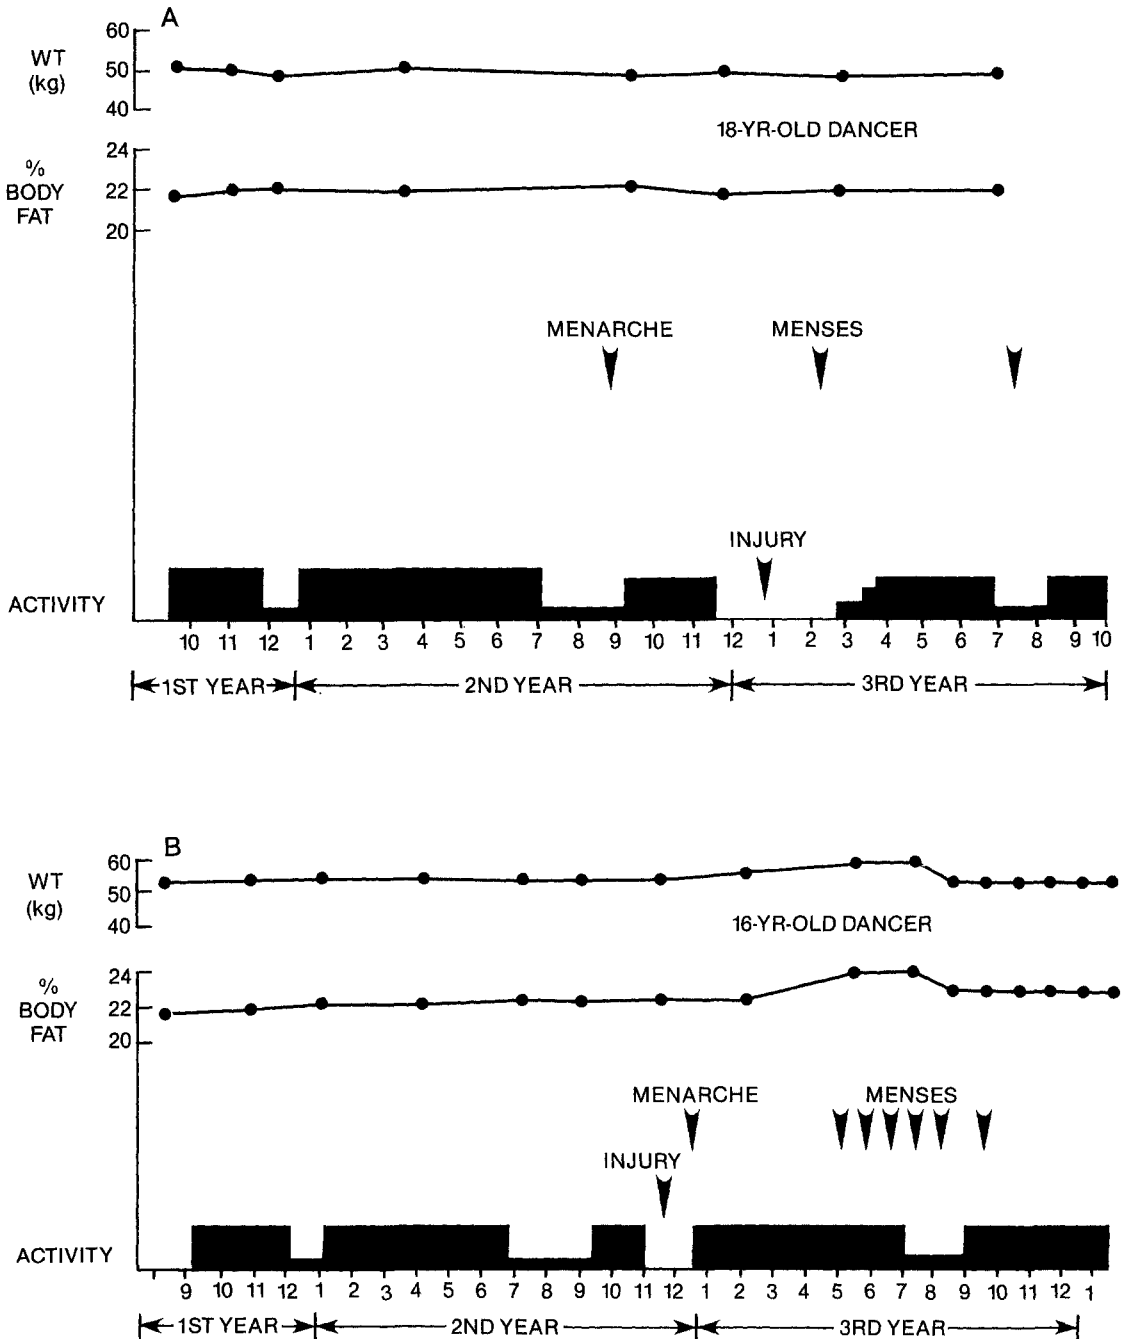 A
60
WT
50
(kg)
40
18-YR-OLD DANCER
24
%
BODY
22
FAT
20
MENARCHE MENSES
INJURY
ACTIVITY
10 11 12 1 2 3 4 5 6 7 8 9 10 11 12 1 2 3 4 5 6 7 8 9 10
1ST YEAR 2ND YEAR 3RD YEAR
B
60
WT
50
(kg)
40
16-YR-OLD DANCER
24
%
BODY
22
FAT
20
MENARCHE MENSES
INJURY
ACTIVITY
9 10 11 12 1 2 3 4 5 6 7 8 9 10 11 12 1 2 3 4 5 6 7 8 9 10 11 12 1
1ST YEAR 2ND YEAR 3RD YEAR